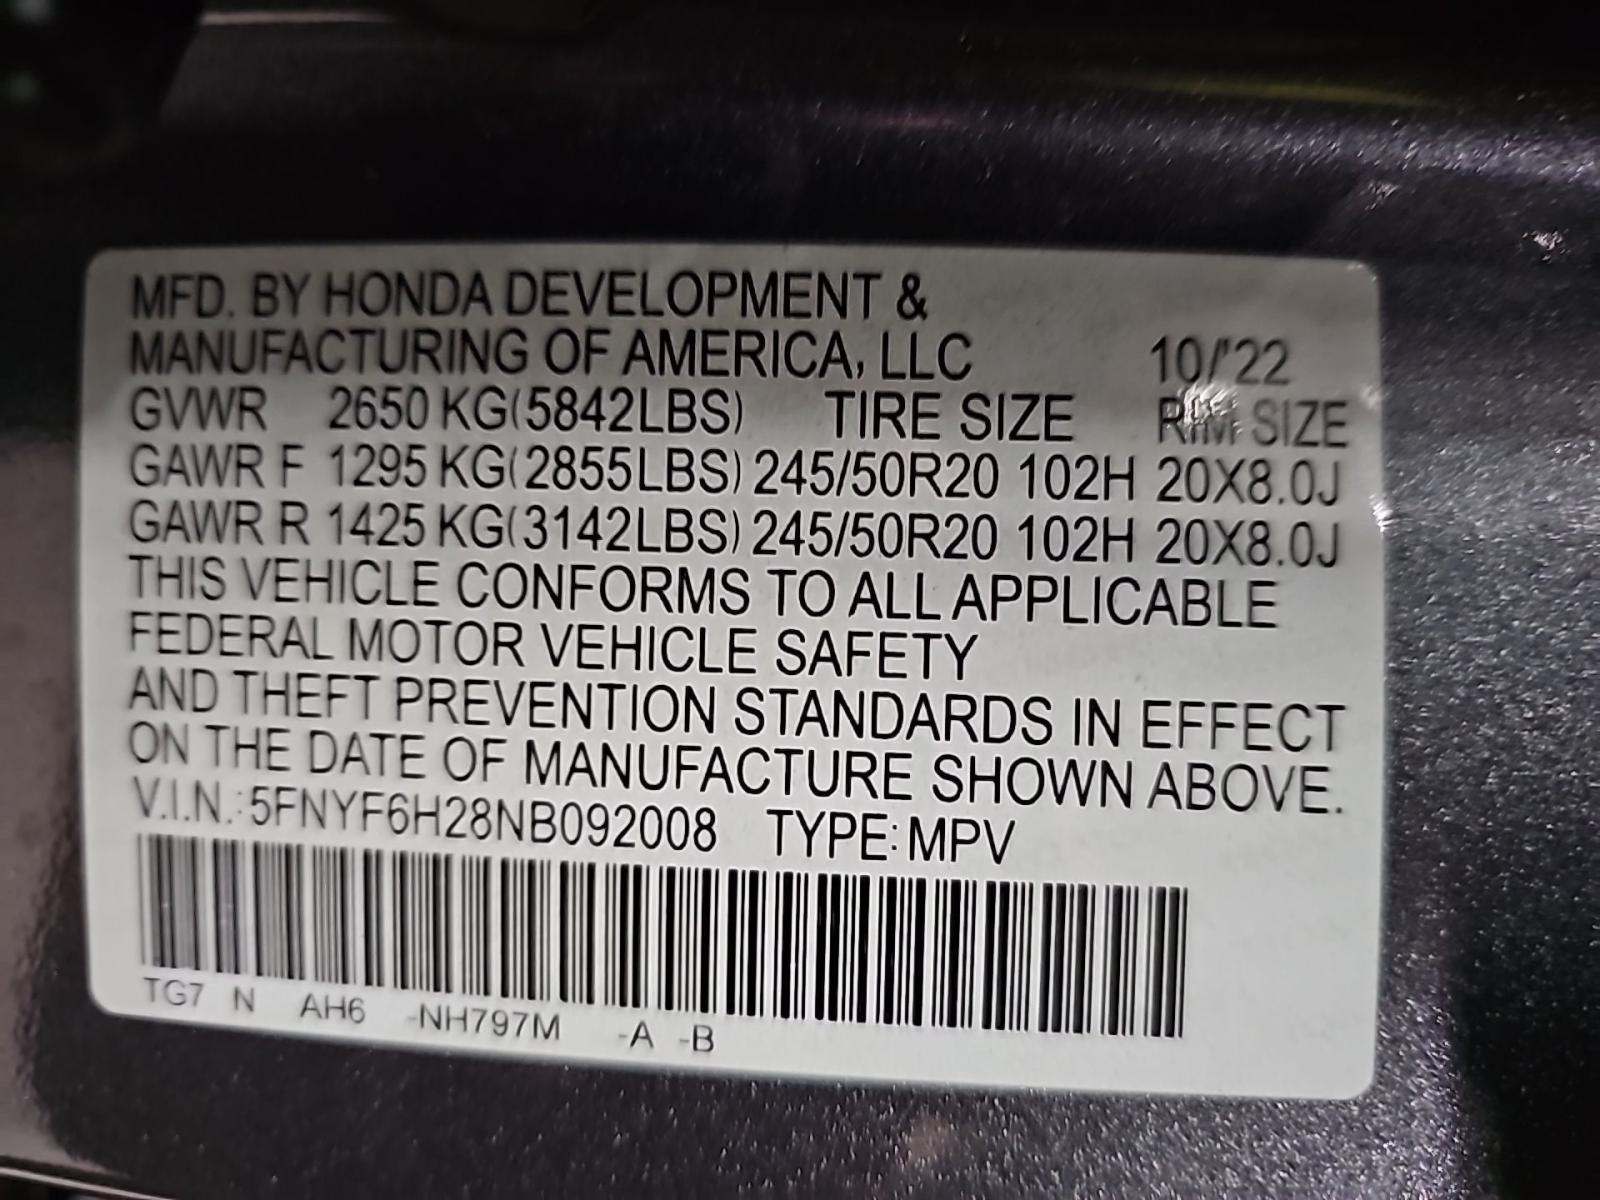 MFD. BY HONDA DEVELOPMENT &
MANUFACTURING OF AMERICA, LLC 10/'22
GVWR 2650 KG(5842LBS) TIRE SIZE RIM SIZE
GAWR F 1295 KG(2855LBS) 245/50R20 102H 20X8.0J
GAWR R 1425 KG(3142LBS) 245/50R20 102H 20X8.0J
THIS VEHICLE CONFORMS TO ALL APPLICABLE
FEDERAL MOTOR VEHICLE SAFETY
AND THEFT PREVENTION STANDARDS IN EFFECT
ON THE DATE OF MANUFACTURE SHOWN ABOVE.
V.I.N.: 5FNYF6H28NB092008 TYPE: MPV
TG7 N AH6 -NH797M -A -B